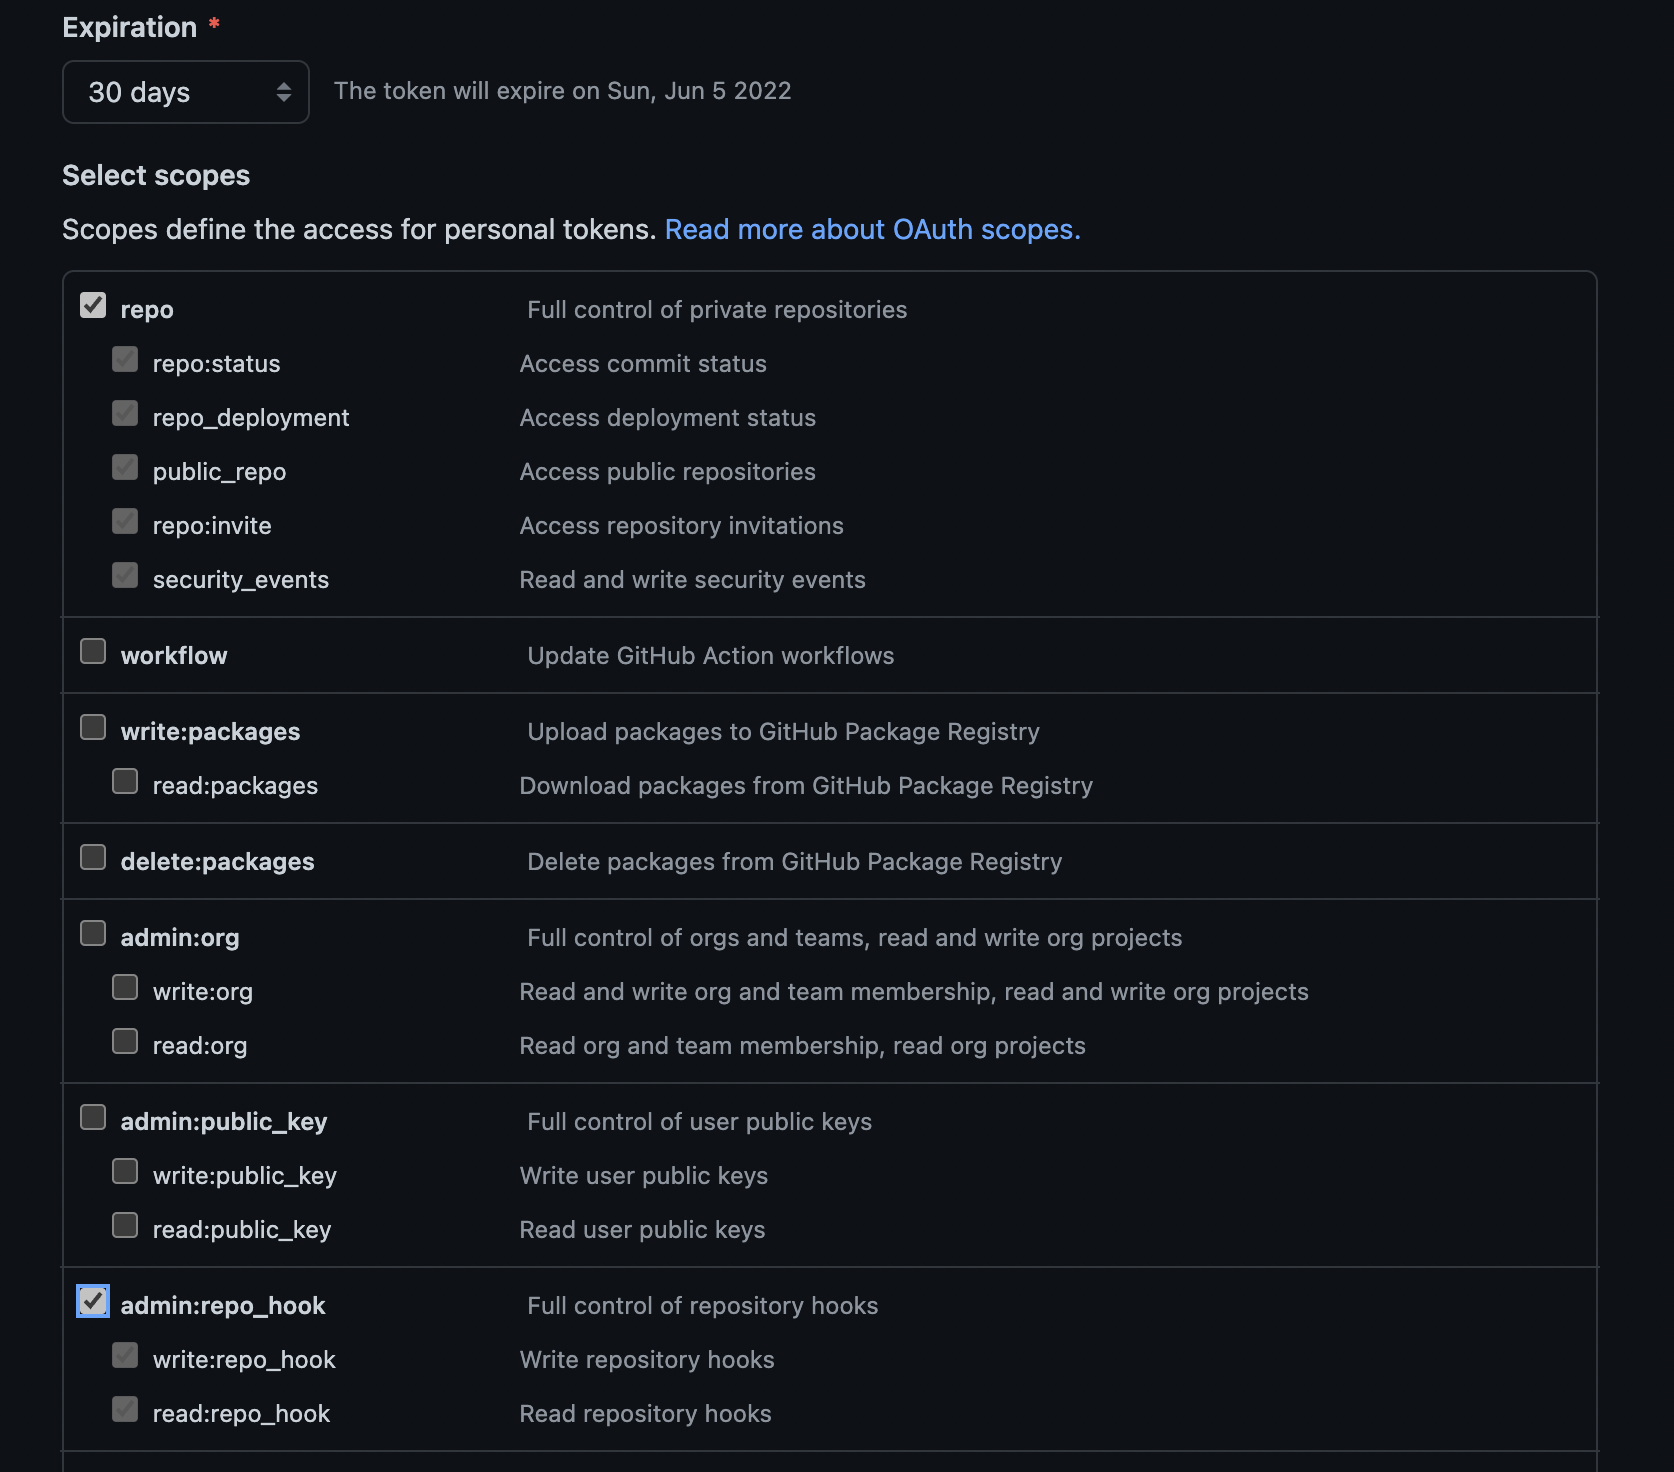 Expiration *
30 days The token will expire on Sun, Jun 5 2022
Select scopes
Scopes define the access for personal tokens. Read more about OAuth scopes.
repo Full control of private repositories
repo:status Access commit status
repo_deployment Access deployment status
public_repo Access public repositories
repo:invite Access repository invitations
security_events Read and write security events
workflow Update GitHub Action workflows
write:packages Upload packages to GitHub Package Registry
read:packages Download packages from GitHub Package Registry
delete:packages Delete packages from GitHub Package Registry
admin:org Full control of orgs and teams, read and write org projects
write:org Read and write org and team membership, read and write org projects
read:org Read org and team membership, read org projects
admin:public_key Full control of user public keys
write:public_key Write user public keys
read:public_key Read user public keys
admin:repo_hook Full control of repository hooks
write:repo_hook Write repository hooks
read:repo_hook Read repository hooks